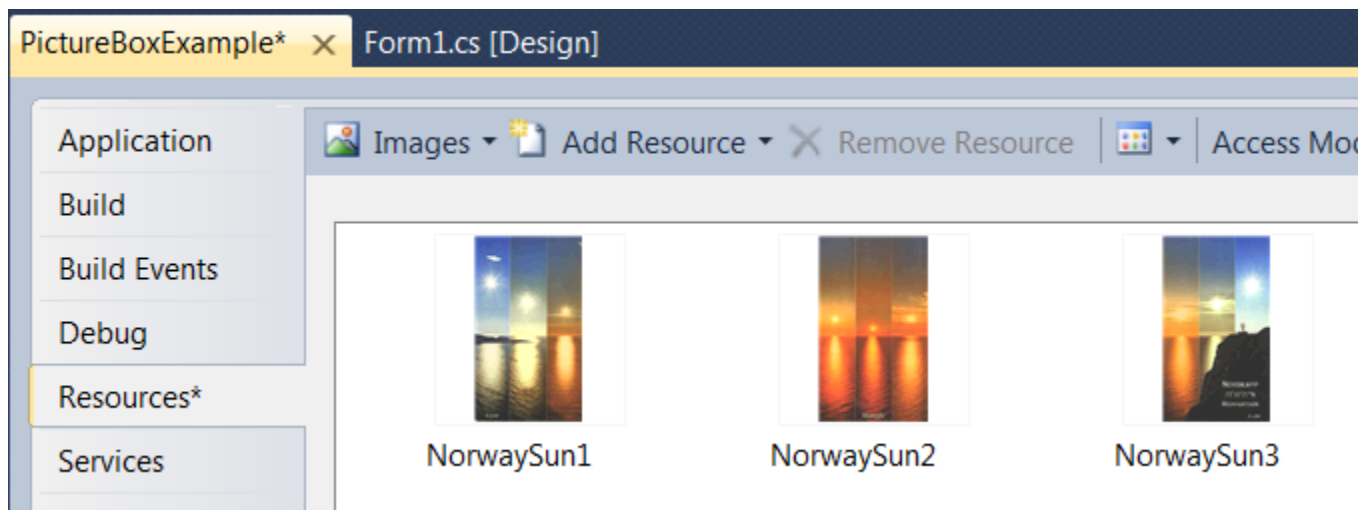 PictureBoxExample* Form1.cs [Design]
Application
Build
Build Events
Debug
Resources*
Services
Images Add Resource Remove Resource Access Mod
NorwaySun1 NorwaySun2 NorwaySun3